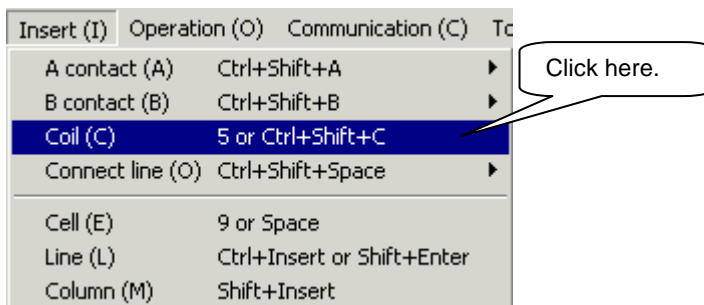 Insert (I) Operation (O) Communication (C)
A contact (A) Ctrl+Shift+A
Click here.
B contact (B) Ctrl+Shift+B
Coil (C) 5 or Ctrl+Shift+C
Connect line (O) Ctrl+Shift+Space
Cell (E) 9 or Space
Line (L) Ctrl+Insert or Shift+Enter
Column (M) Shift+Insert